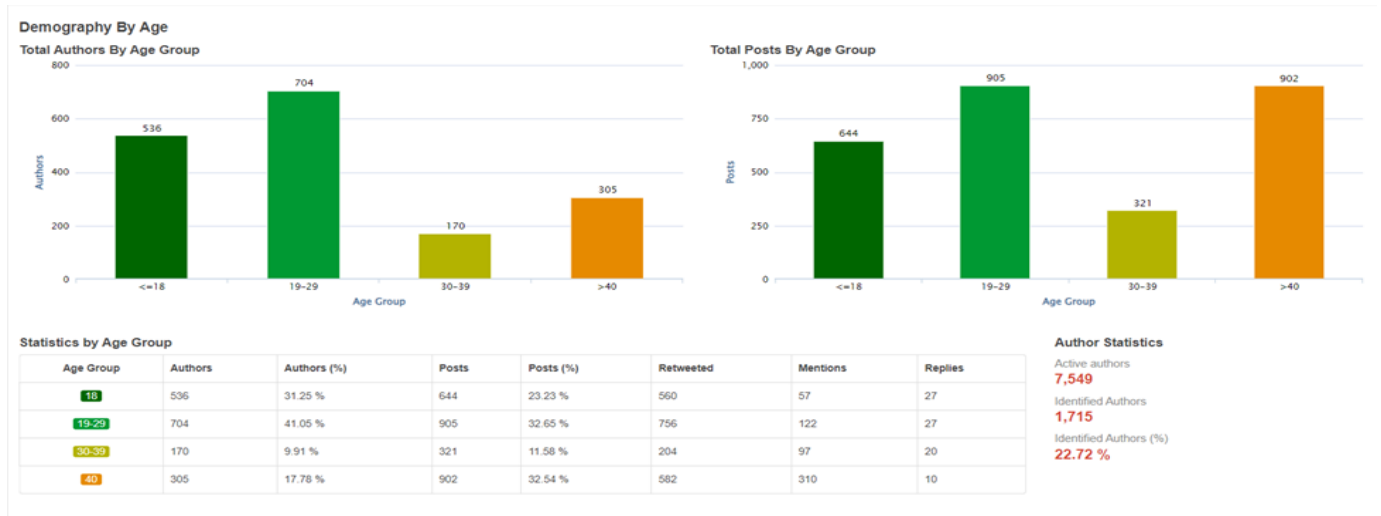 Demography By Age
Total Authors By Age Group
800
600
400
200
0
Authors
536
704
170
305
<=18
19-29
30-39
>40
Age Group
Total Posts By Age Group
1,000
750
500
250
0
Posts
644
905
321
902
<=18
19-29
30-39
>40
Age Group
Statistics by Age Group
Age Group Authors Authors (%) Posts Posts (%) Retweeted Mentions Replies
18 536 31.25 % 644 23.23 % 560 57 27
19-29 704 41.05 % 905 32.65 % 756 122 27
30-39 170 9.91 % 321 11.58 % 204 97 20
40 305 17.78 % 902 32.54 % 582 310 10
Author Statistics
Active authors
7,549
Identified Authors
1,715
Identified Authors (%)
22.72 %